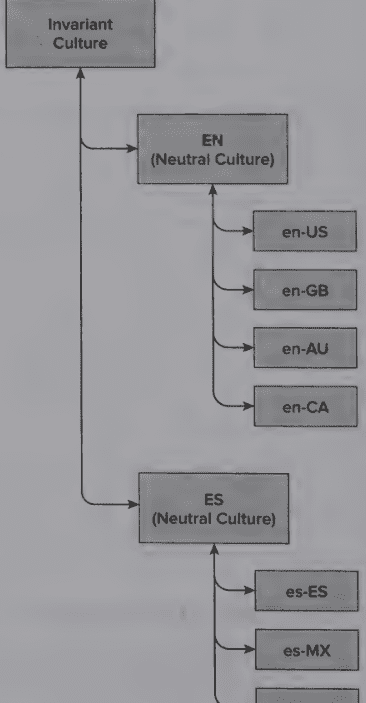 Invariant
Culture
EN
(Neutral Culture)
en-US
en-GB
en-AU
en-CA
ES
(Neutral Culture)
es-ES
es-MX